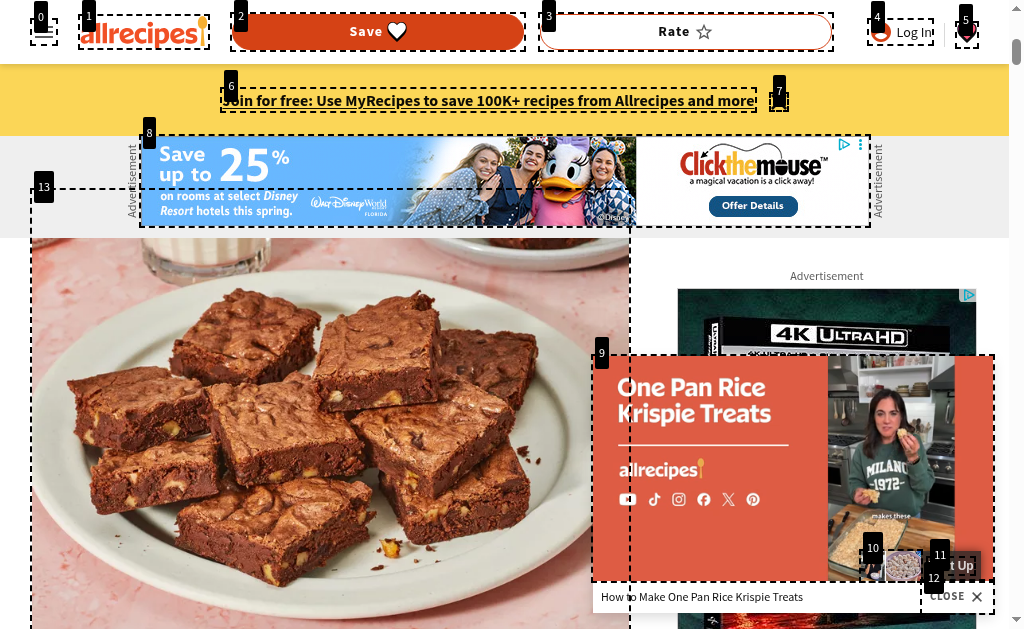 0
1
allrecipes
2
Save
3
Rate
4
Log In
5
6
Join for free: Use MyRecipes to save 100K+ recipes from Allrecipes and more
7
8
Advertisement
Save
up to 25%
on rooms at select Disney
Resort hotels this spring.
Walt Disney World
FLORIDA
©Disney
Clickthemouse™
a magical vacation is a click away!
Offer Details
Advertisement
13
Advertisement
4K ULTRA HD
9
One Pan Rice
Krispie Treats
allrecipes
MILANO
1972
makes these
10
11
t Up
12
How to Make One Pan Rice Krispie Treats
CLOSE